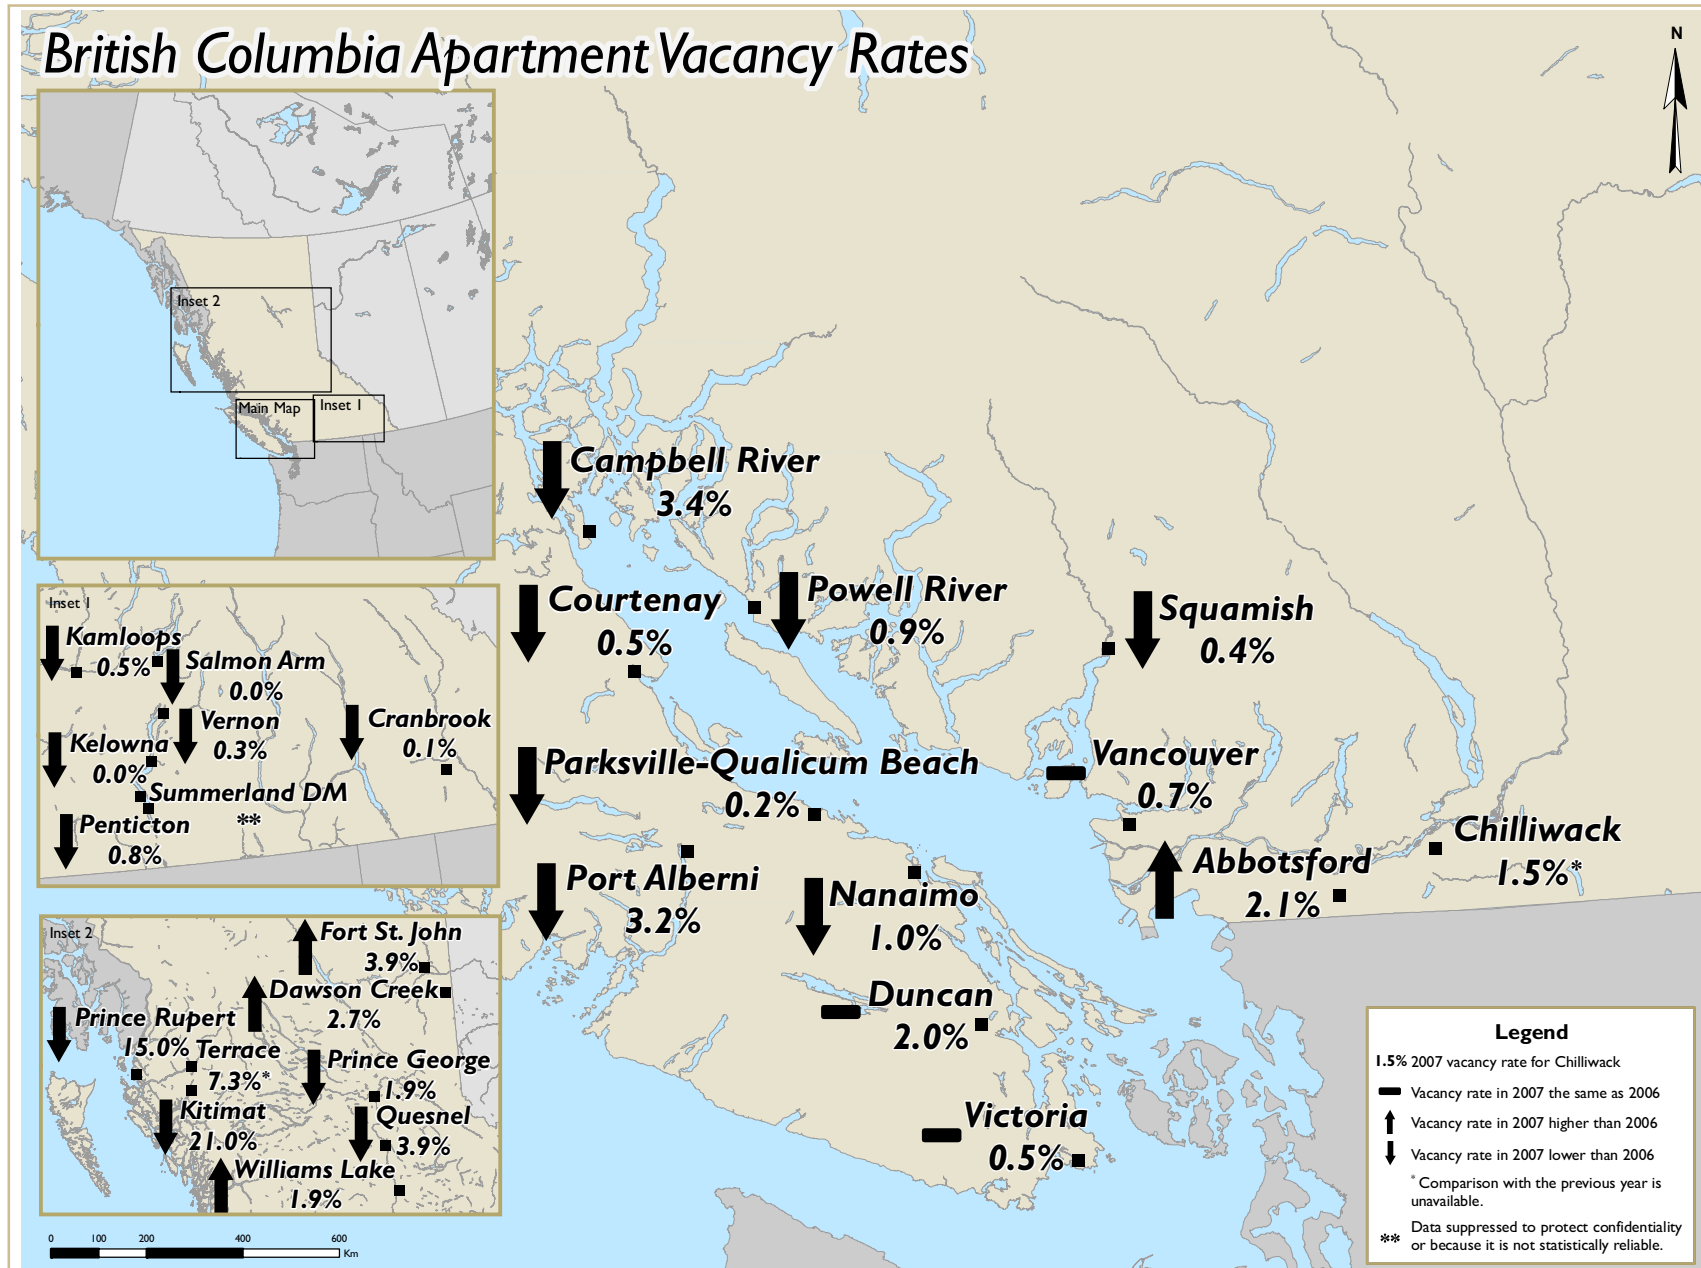 British Columbia Apartment Vacancy Rates
N
Inset 2
Main Map
Inset 1
Campbell River
3.4%
Courtenay
0.5%
Powell River
0.9%
Squamish
0.4%
Parksville-Qualicum Beach
0.2%
Vancouver
0.7%
Chilliwack
1.5%*
Abbotsford
2.1%
Port Alberni
3.2%
Nanaimo
1.0%
Duncan
2.0%
Victoria
0.5%
Inset 1
Kamloops
0.5%
Salmon Arm
0.0%
Vernon
0.3%
Cranbrook
0.1%
Kelowna
0.0%
Summerland DM
**
Penticton
0.8%
Inset 2
Fort St. John
3.9%
Dawson Creek
2.7%
Prince Rupert
15.0%
Terrace
7.3%*
Prince George
1.9%
Kitimat
21.0%
Quesnel
3.9%
Williams Lake
1.9%
0 100 200 400 600
Km
Legend
1.5% 2007 vacancy rate for Chilliwack
Vacancy rate in 2007 the same as 2006
Vacancy rate in 2007 higher than 2006
Vacancy rate in 2007 lower than 2006
* Comparison with the previous year is
unavailable.
** Data suppressed to protect confidentiality
or because it is not statistically reliable.